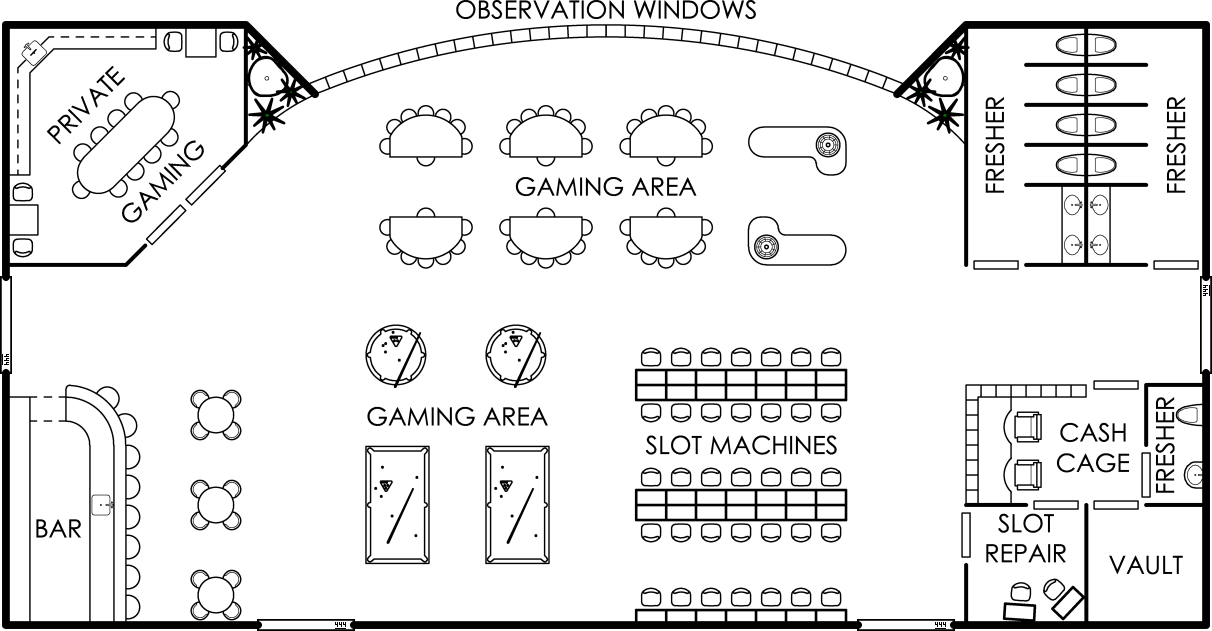 OBSERVATION WINDOWS
PRIVATE
GAMING
FRESHER
FRESHER
GAMING AREA
GAMING AREA
SLOT MACHINES
CASH
CAGE
FRESHER
BAR
SLOT
REPAIR
VAULT